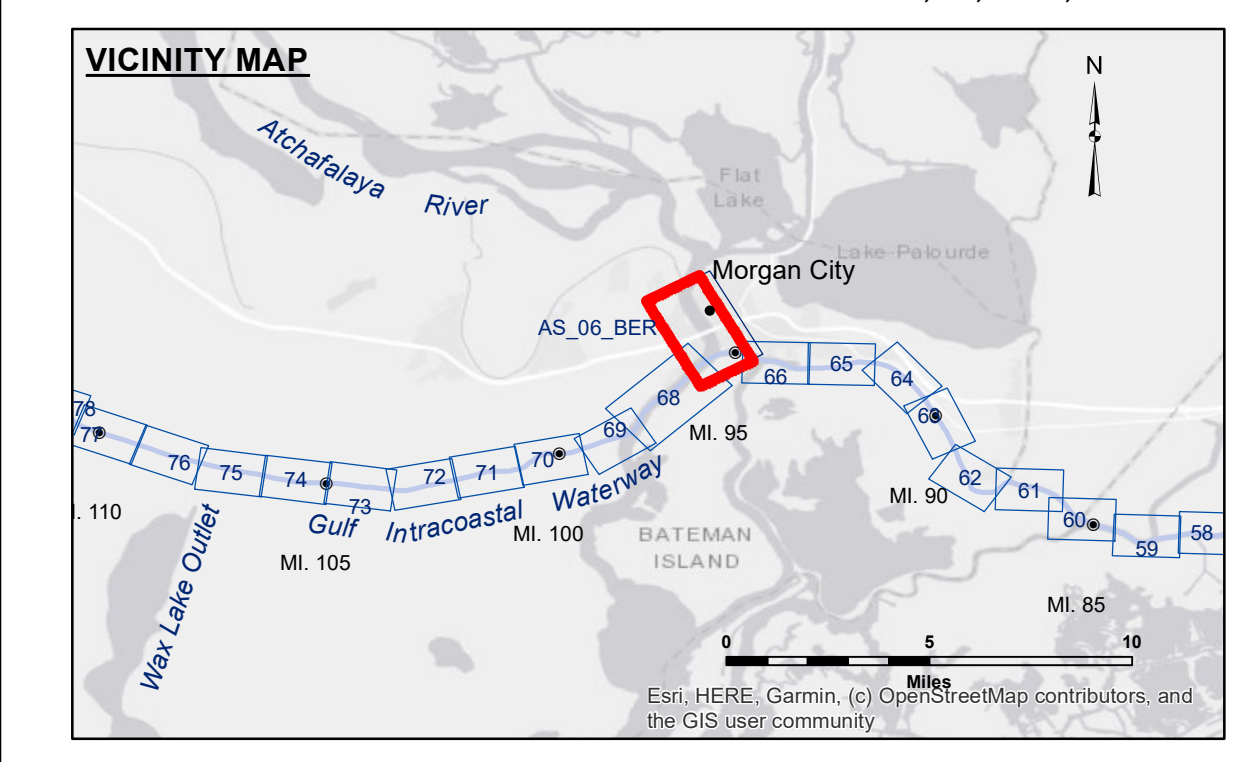 VICINITY MAP
N
Atchafalaya
River
Flat
Lake
Lake Palourde
Morgan City
AS_06_BER
66
65
64
63
68
69
MI. 95
78
77
76
75
74
73
72
71
70
62
61
60
59
58
MI. 90
Gulf Intracoastal Waterway
. 110
MI. 105
MI. 100
BATEMAN
ISLAND
Wax Lake Outlet
MI. 85
0 5 10
Miles
Esri, HERE, Garmin, (c) OpenStreetMap contributors, and
the GIS user community